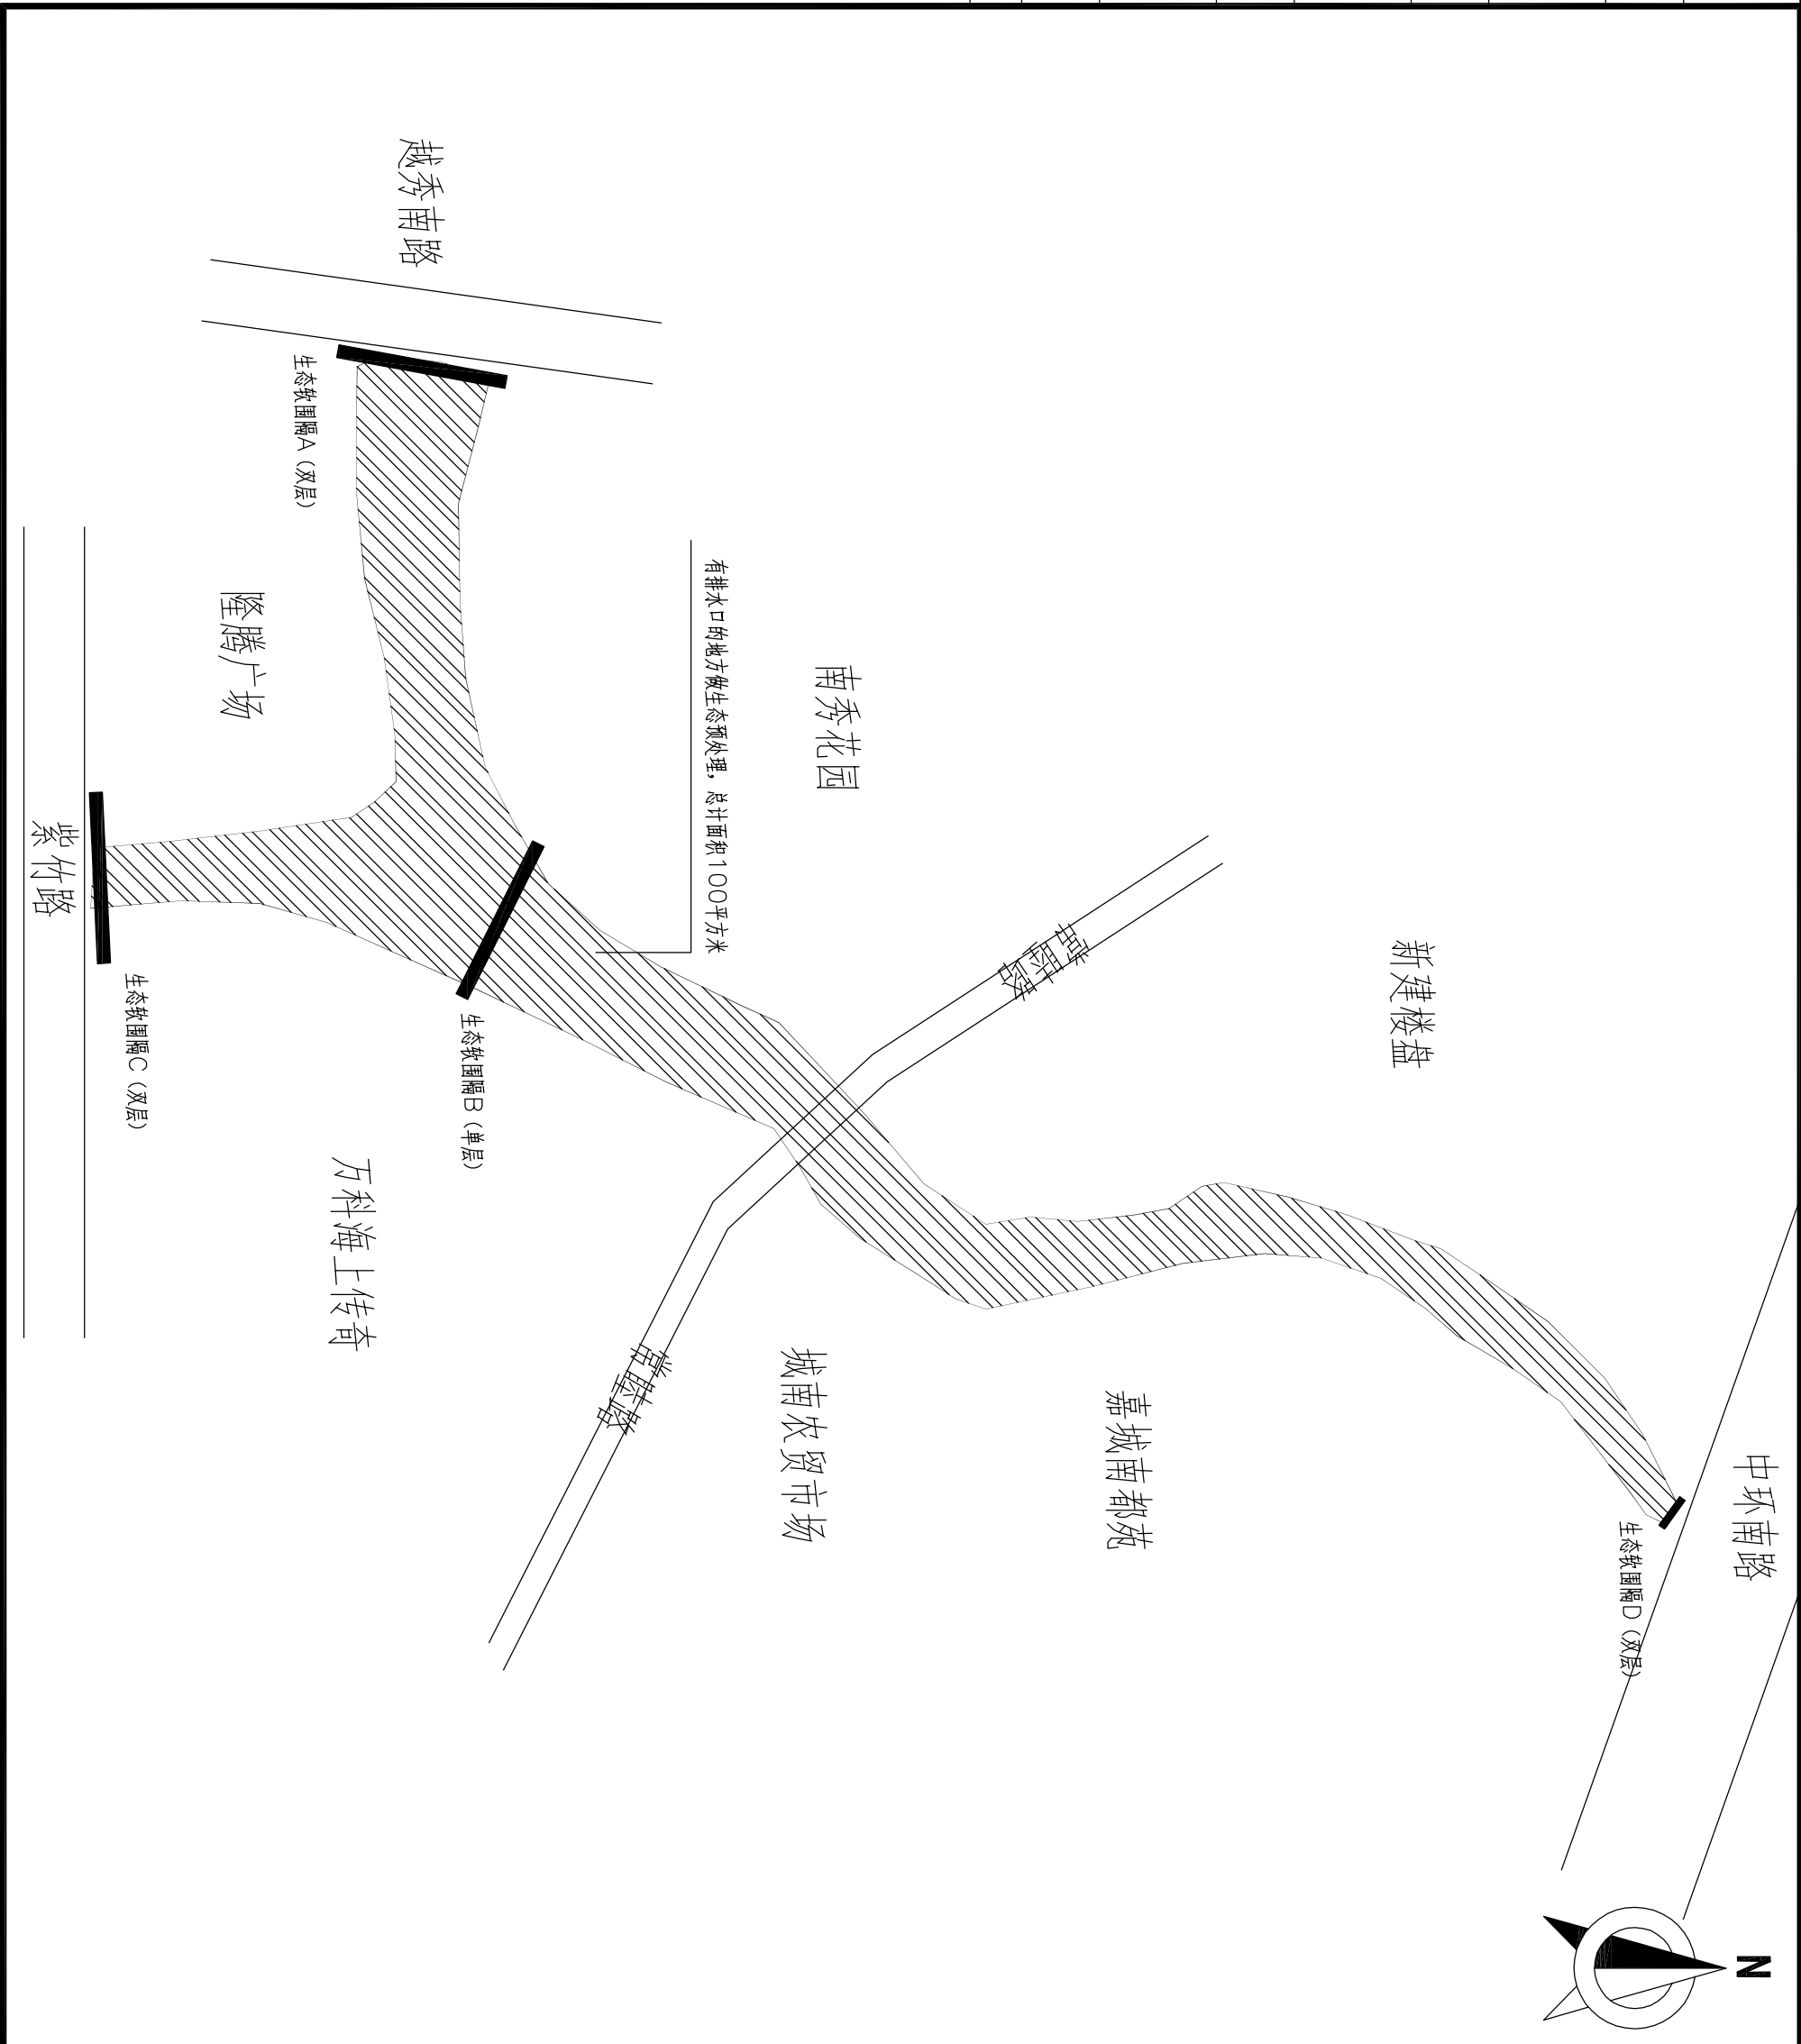 中环南路
N
生态软围隔D（双层）
新建楼盘
嘉城南都苑
南秀花园
城南农贸市场
有排水口的地方做生态预处理，总计面积100平方米
常睦路
越秀南路
生态软围隔B（单层）
生态软围隔A（双层）
万科海上传奇
隆腾广场
生态软围隔C（双层）
紫竹路